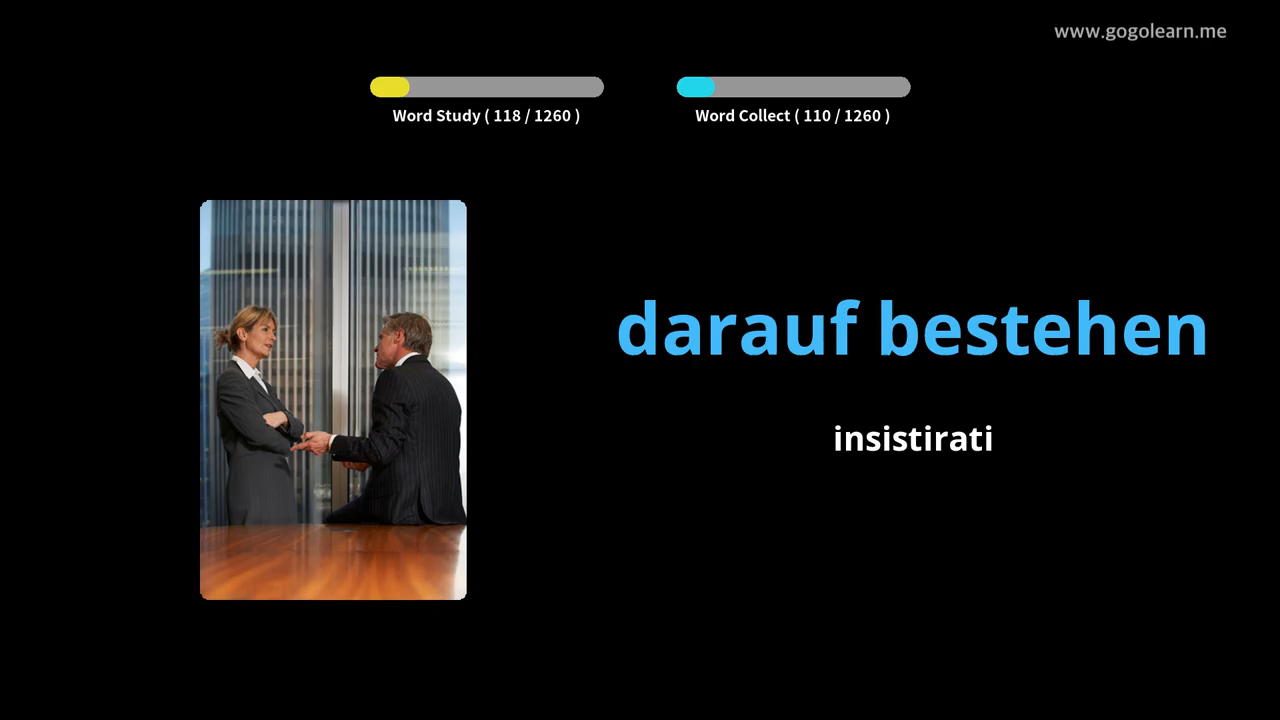 www.gogolearn.me
Word Study ( 118 / 1260 )
Word Collect ( 110 / 1260 )
darauf bestehen
insistirati